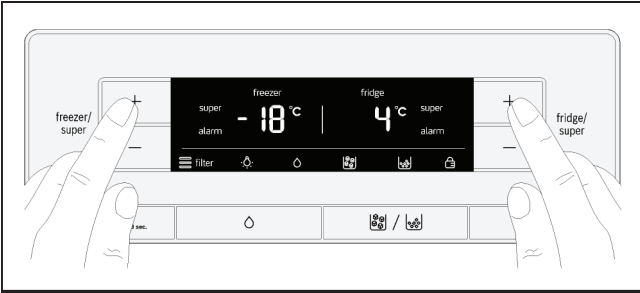 freezer fridge
super -18 °C 4 °C super
alarm alarm
filter
freezer/
super
+
−
+
−
fridge/
super
sec.
/